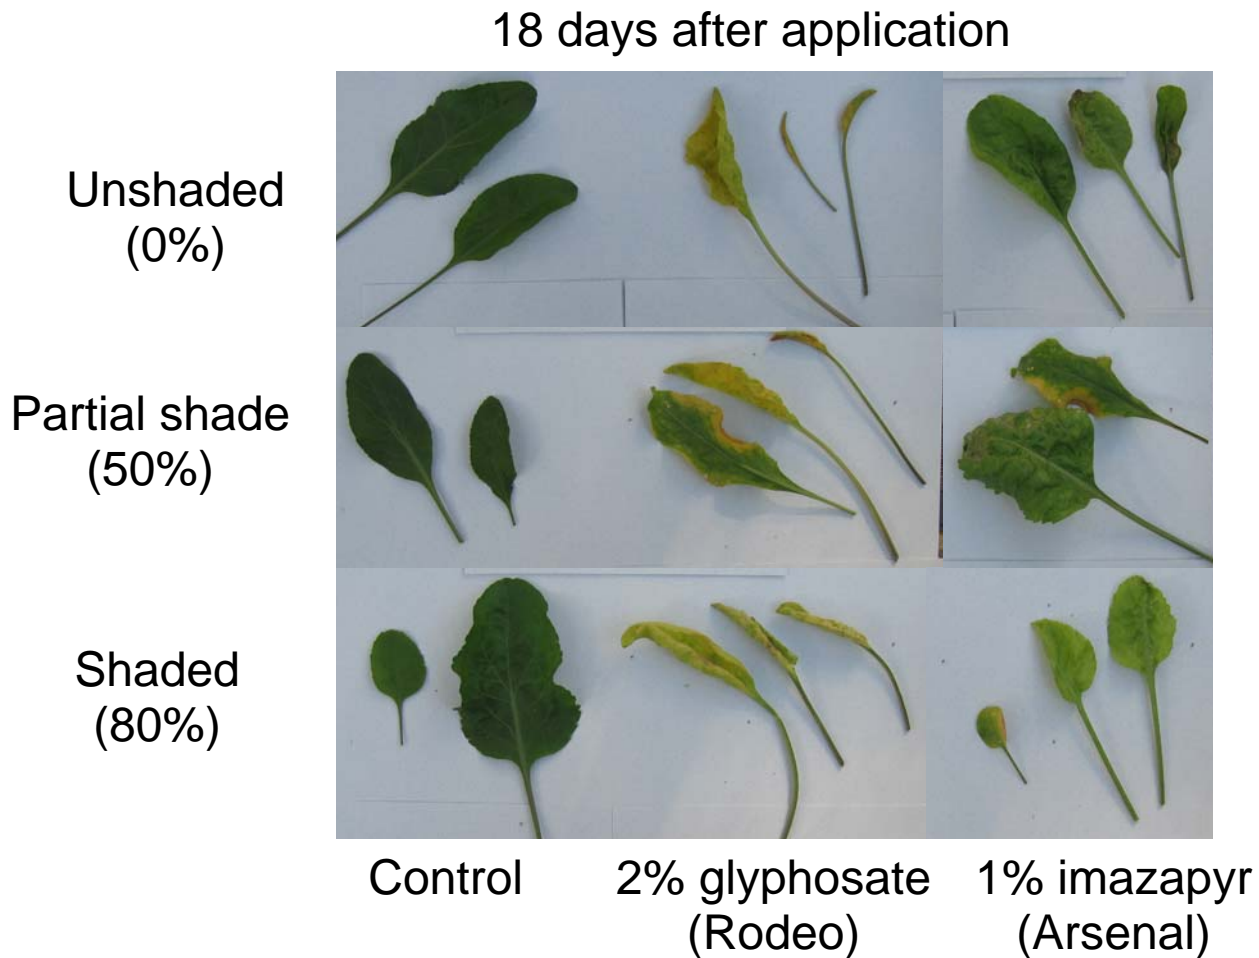 18 days after application
Unshaded
(0%)
Partial shade
(50%)
Shaded
(80%)
Control
2% glyphosate
(Rodeo)
1% imazapyr
(Arsenal)